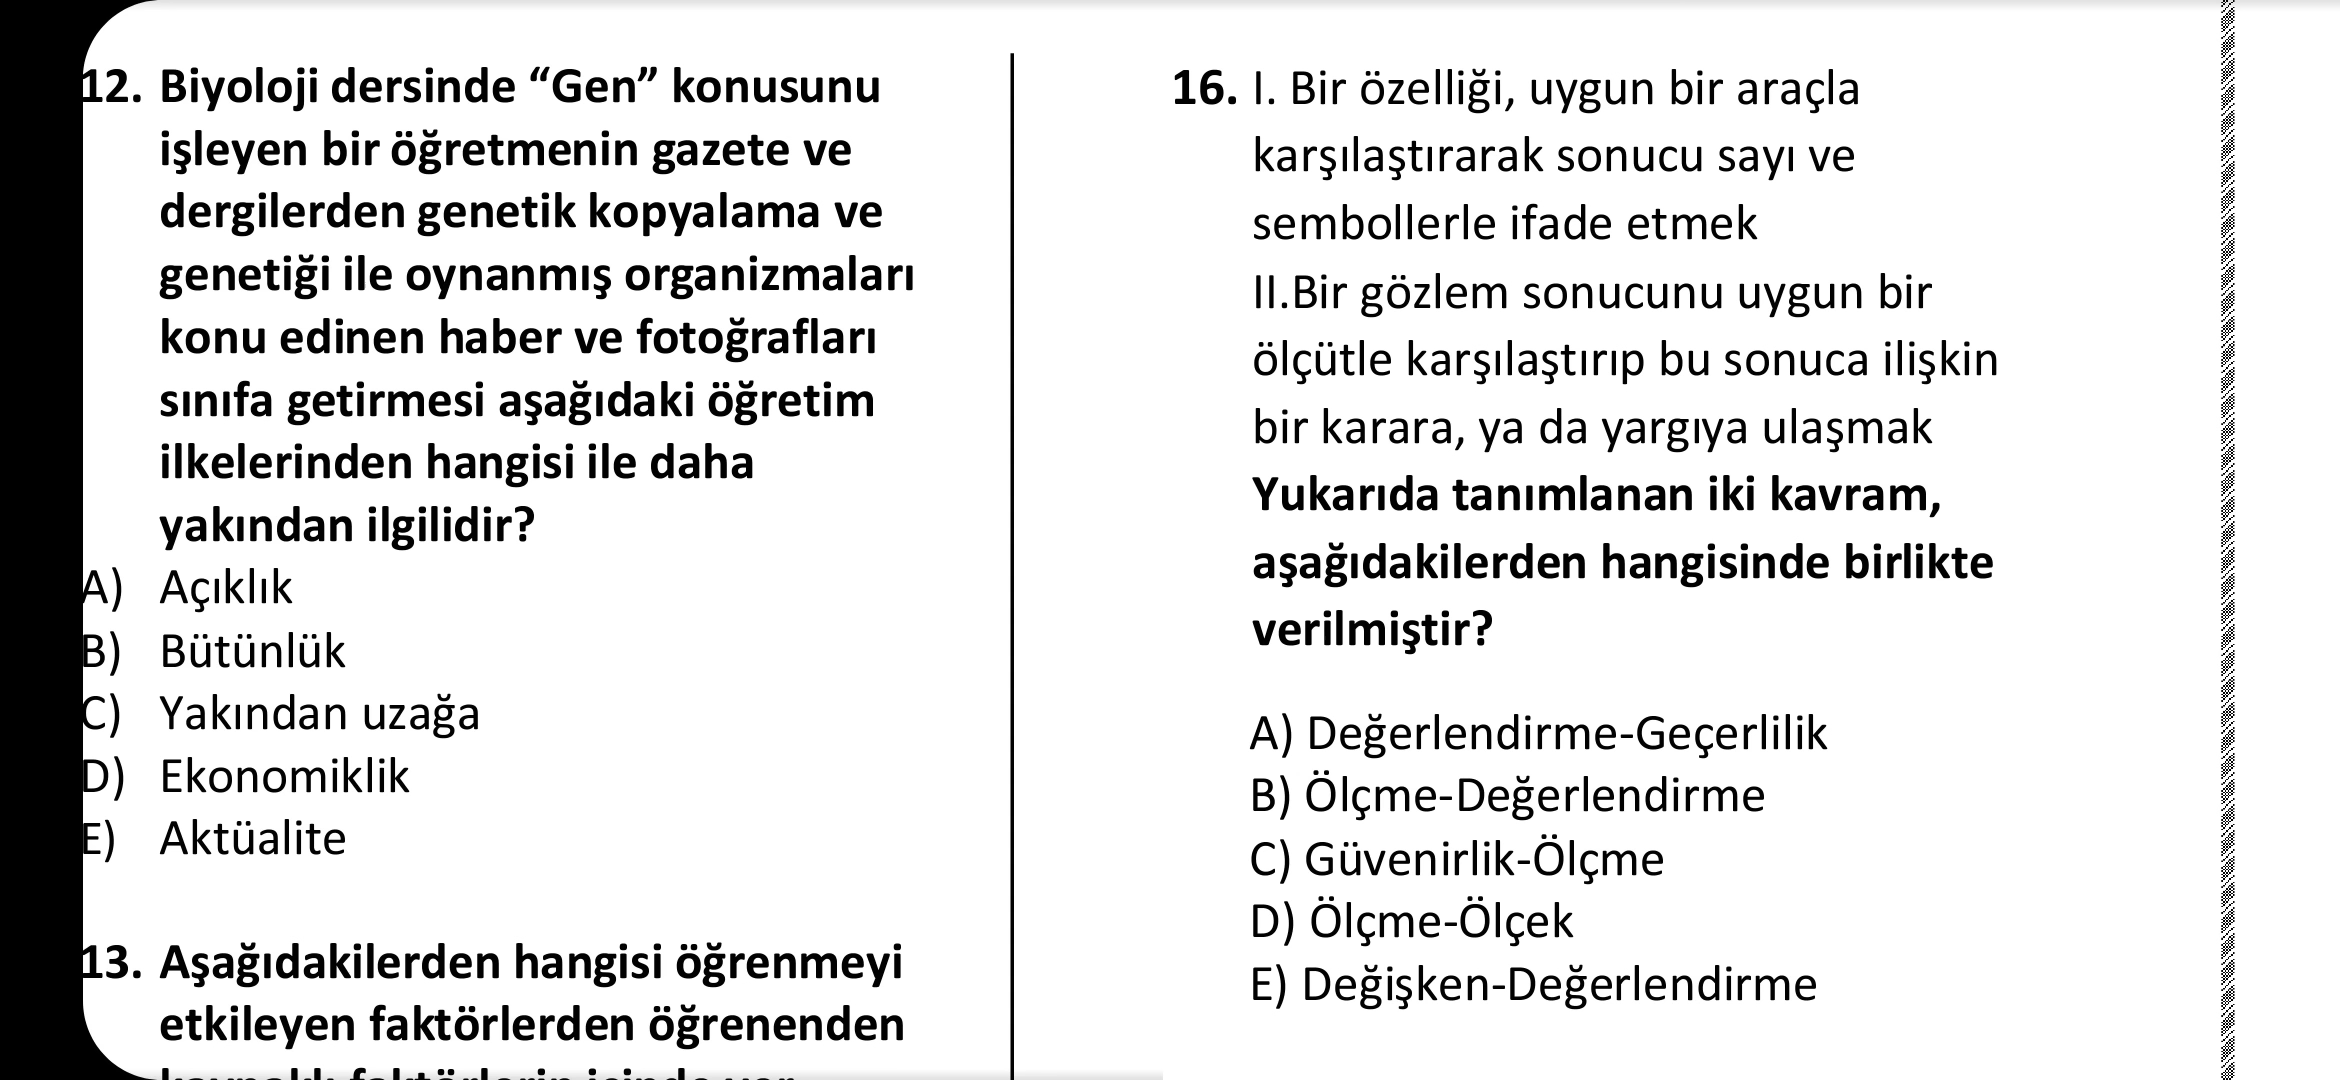 12. Biyoloji dersinde “Gen” konusunu
işleyen bir öğretmenin gazete ve
dergilerden genetik kopyalama ve
genetiği ile oynanmış organizmaları
konu edinen haber ve fotoğrafları
sınıfa getirmesi aşağıdaki öğretim
ilkelerinden hangisi ile daha
yakından ilgilidir?
A) Açıklık
B) Bütünlük
C) Yakından uzağa
D) Ekonomiklik
E) Aktüalite
13. Aşağıdakilerden hangisi öğrenmeyi
etkileyen faktörlerden öğrenenden
kaynaklı faktörlerin içinde yer
16. I. Bir özelliği, uygun bir araçla
karşılaştırarak sonucu sayı ve
sembollerle ifade etmek
II.Bir gözlem sonucunu uygun bir
ölçütle karşılaştırıp bu sonuca ilişkin
bir karara, ya da yargıya ulaşmak
Yukarıda tanımlanan iki kavram,
aşağıdakilerden hangisinde birlikte
verilmiştir?
A) Değerlendirme-Geçerlilik
B) Ölçme-Değerlendirme
C) Güvenirlik-Ölçme
D) Ölçme-Ölçek
E) Değişken-Değerlendirme